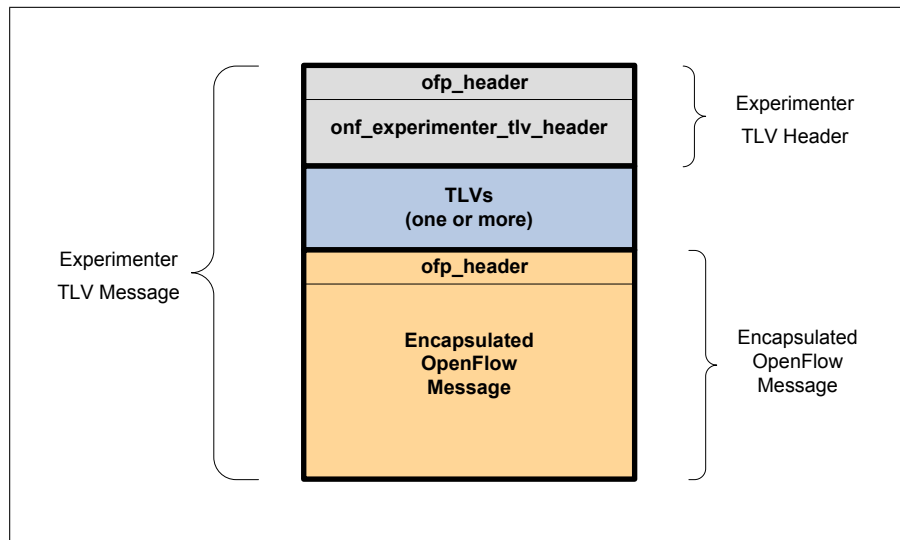 ofp_header
onf_experimenter_tlv_header
Experimenter
TLV Header
TLVs
(one or more)
Experimenter
TLV Message
ofp_header
Encapsulated
OpenFlow
Message
Encapsulated
OpenFlow
Message